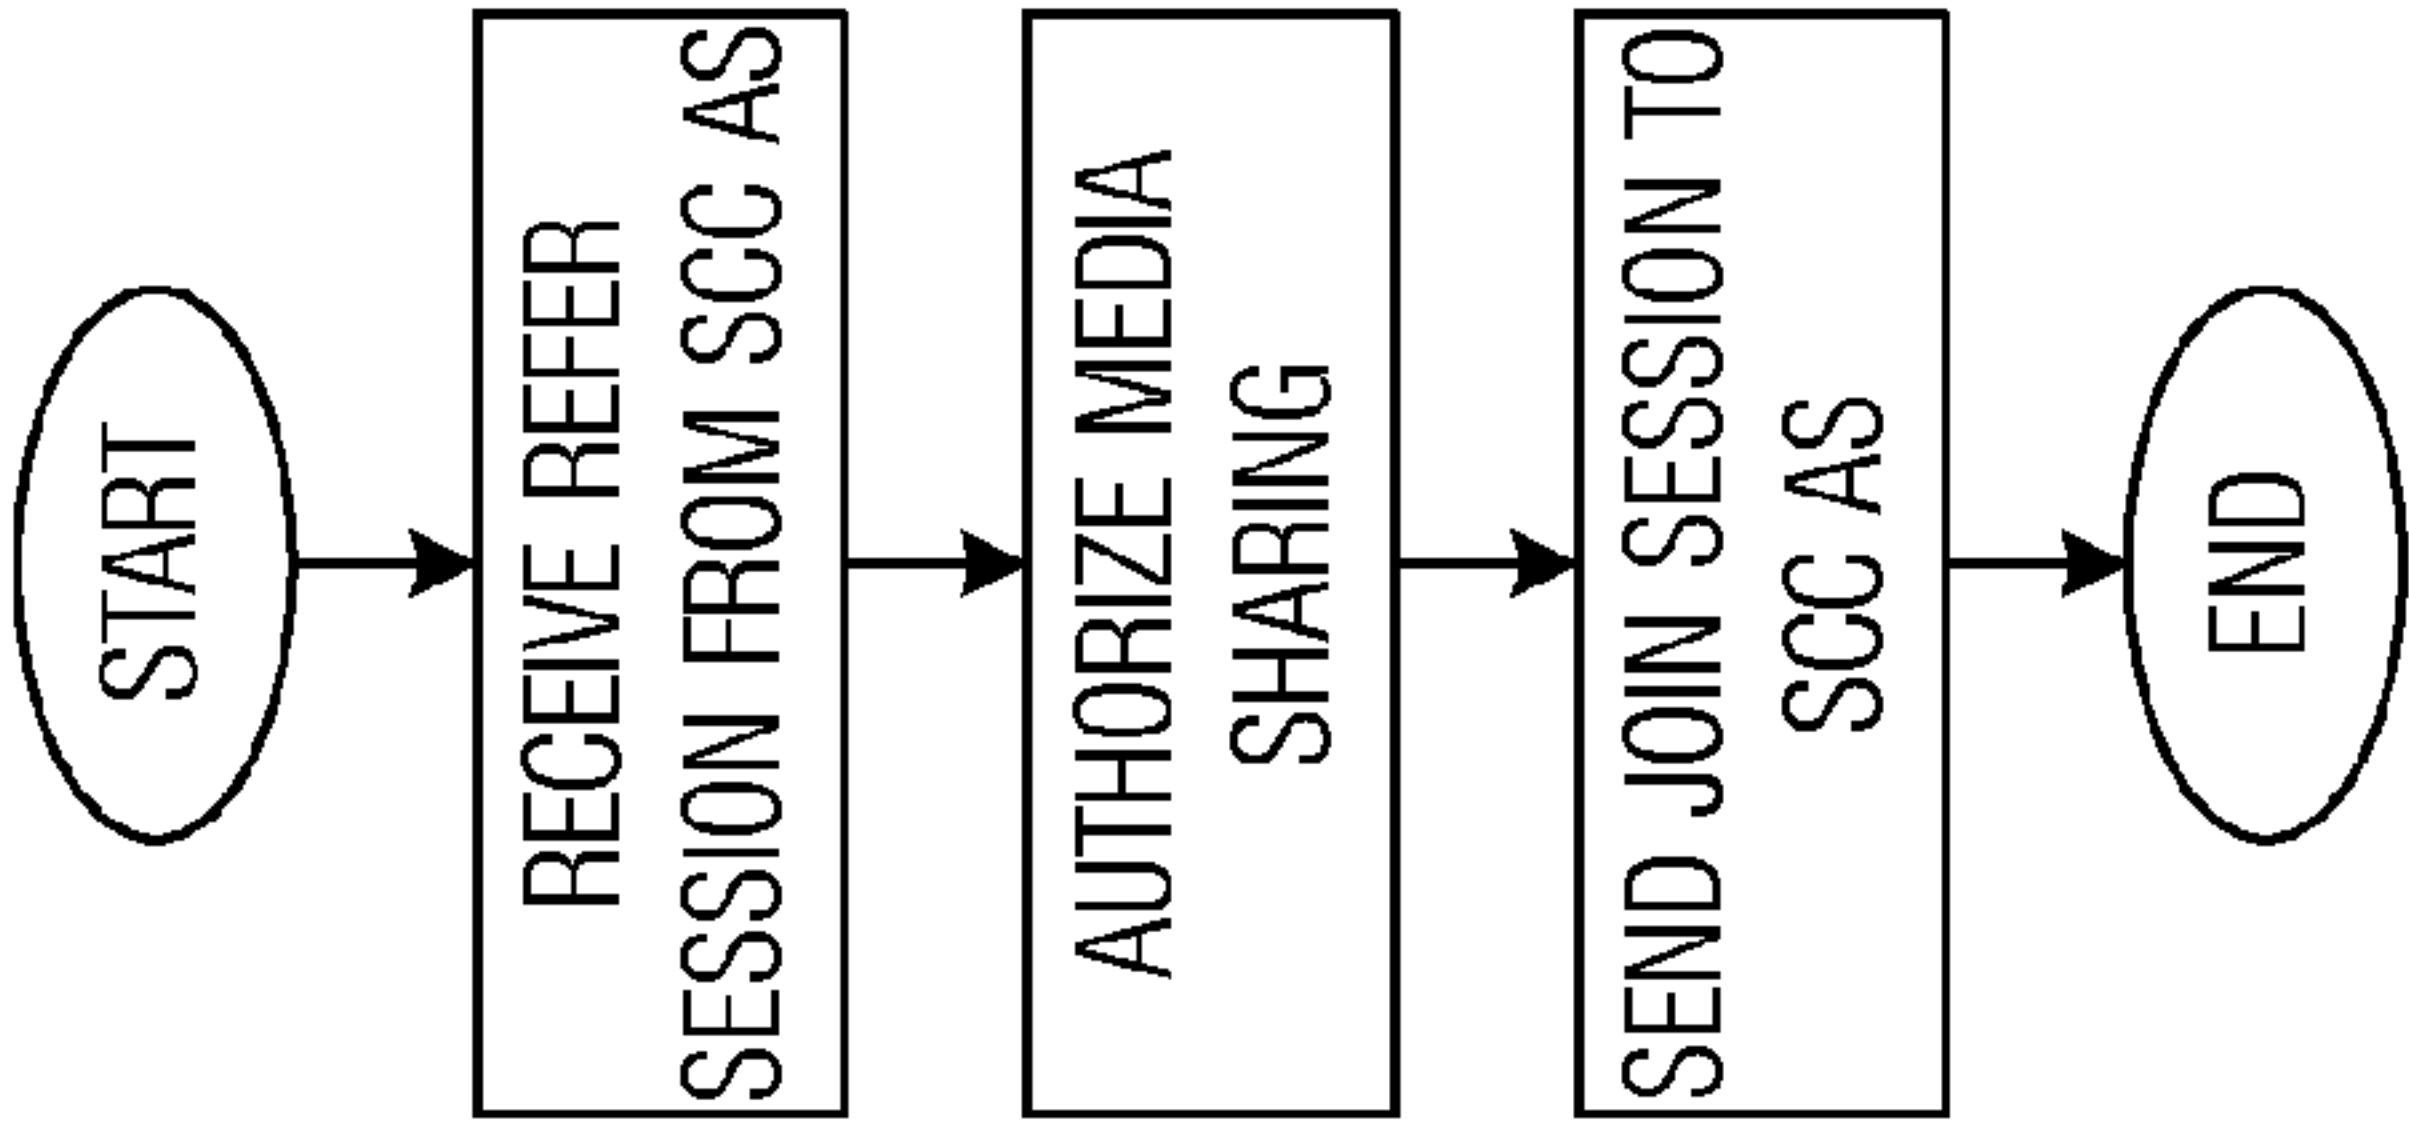 START
RECEIVE REFER
SESSION FROM SCC AS
AUTHORIZE MEDIA
SHARING
SEND JOIN SESSION TO
SCC AS
END